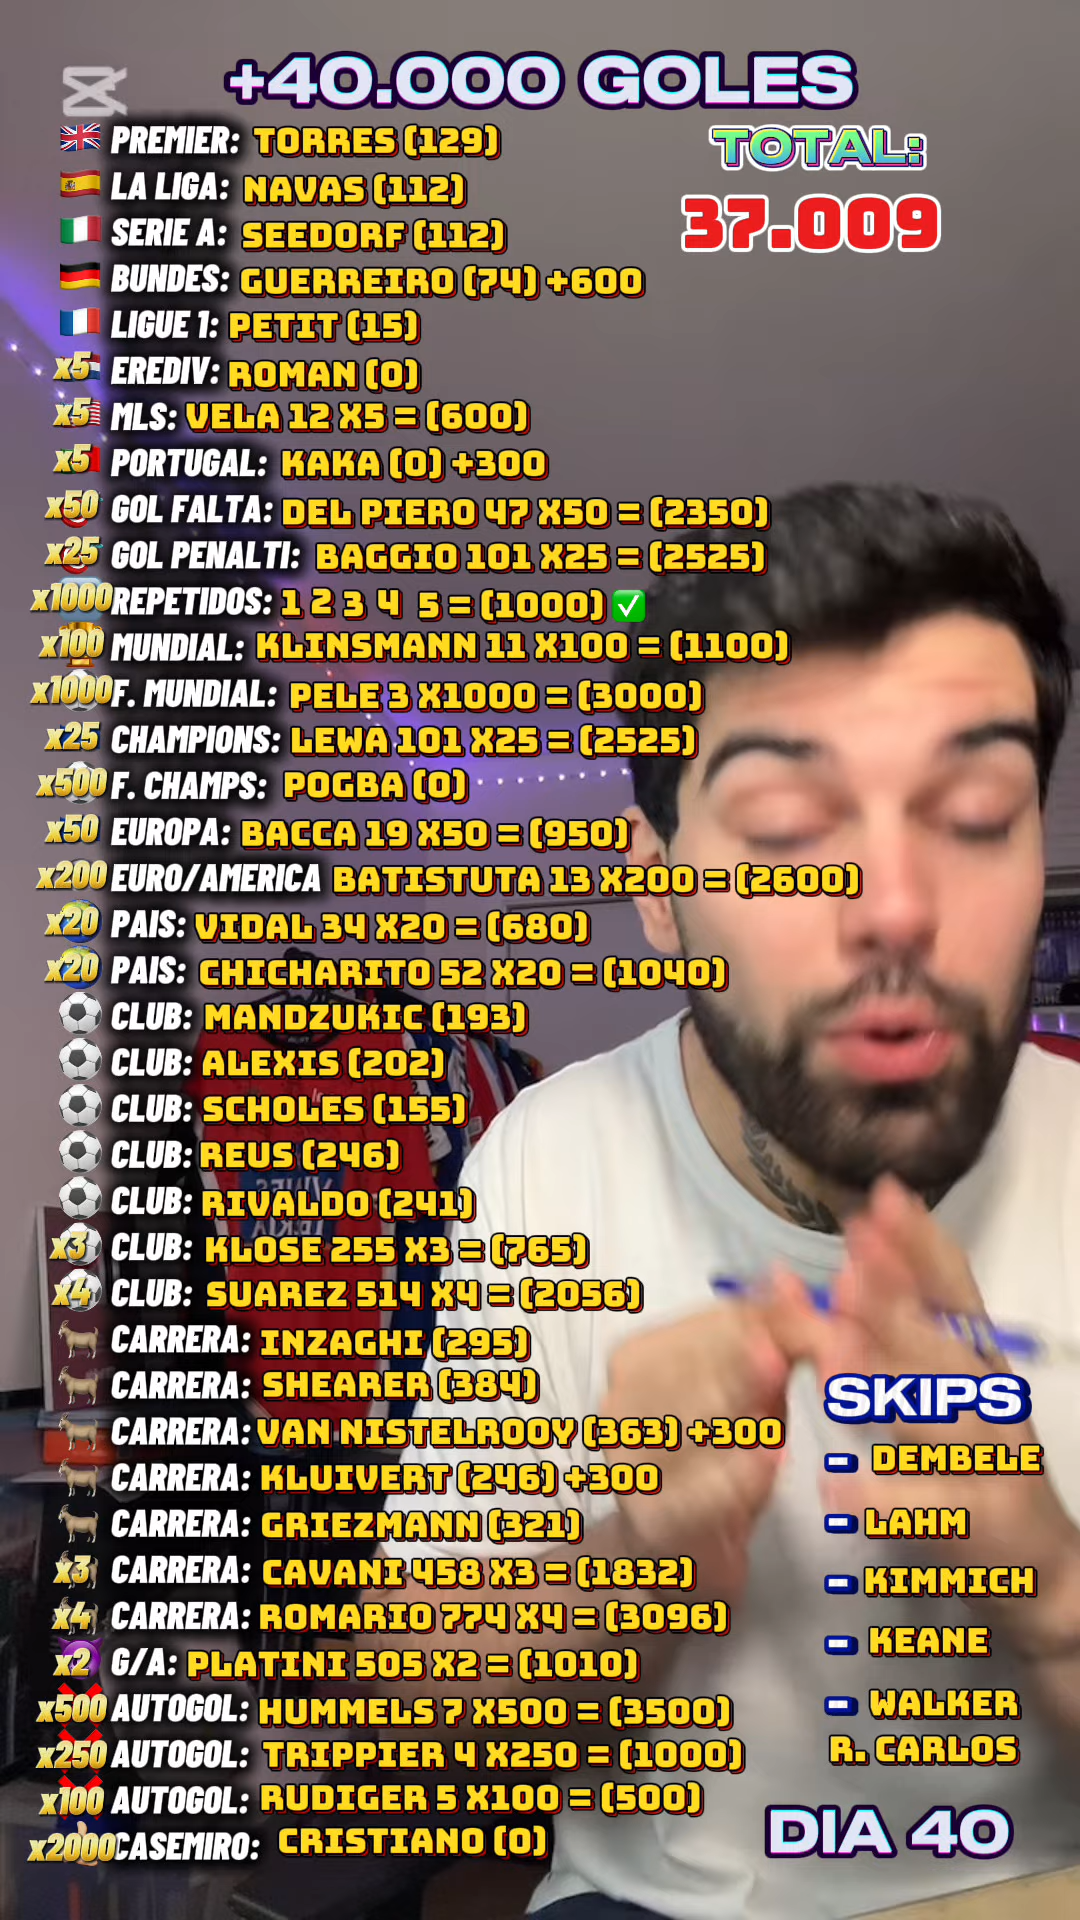 +40.000 GOLES
PREMIER: TORRES (129)
TOTAL:
37.009
LA LIGA: NAVAS (112)
SERIE A: SEEDORF (112)
BUNDES: GUERREIRO (74) +600
LIGUE 1: PETIT (15)
x5 EREDIV: ROMAN (0)
x5 MLS: VELA 12 X5 = (600)
x5 PORTUGAL: KAKA (0) +300
x50 GOL FALTA: DEL PIERO 47 X50 = (2350)
x25 GOL PENALTI: BAGGIO 101 X25 = (2525)
x1000 REPETIDOS: 1 2 3 4 5 = (1000) ✅
x100 MUNDIAL: KLINSMANN 11 X100 = (1100)
x1000 F. MUNDIAL: PELE 3 X1000 = (3000)
x25 CHAMPIONS: LEWA 101 X25 = (2525)
x500 F. CHAMPS: POGBA (0)
x50 EUROPA: BACCA 19 X50 = (950)
x200 EURO/AMERICA BATISTUTA 13 X200 = (2600)
x20 PAIS: VIDAL 34 X20 = (680)
x20 PAIS: CHICHARITO 52 X20 = (1040)
CLUB: MANDZUKIC (193)
CLUB: ALEXIS (202)
CLUB: SCHOLES (155)
CLUB: REUS (246)
CLUB: RIVALDO (241)
x3 CLUB: KLOSE 255 X3 = (765)
x4 CLUB: SUAREZ 514 X4 = (2056)
CARRERA: INZAGHI (295)
CARRERA: SHEARER (384)
CARRERA: VAN NISTELROOY (363) +300
CARRERA: KLUIVERT (246) +300
CARRERA: GRIEZMANN (321)
x3 CARRERA: CAVANI 458 X3 = (1832)
x4 CARRERA: ROMARIO 774 X4 = (3096)
x2 G/A: PLATINI 505 X2 = (1010)
x500 AUTOGOL: HUMMELS 7 X500 = (3500)
x250 AUTOGOL: TRIPPIER 4 X250 = (1000)
x100 AUTOGOL: RUDIGER 5 X100 = (500)
x2000 CASEMIRO: CRISTIANO (0)
SKIPS
- DEMBELE
- LAHM
- KIMMICH
- KEANE
- WALKER
R. CARLOS
DIA 40